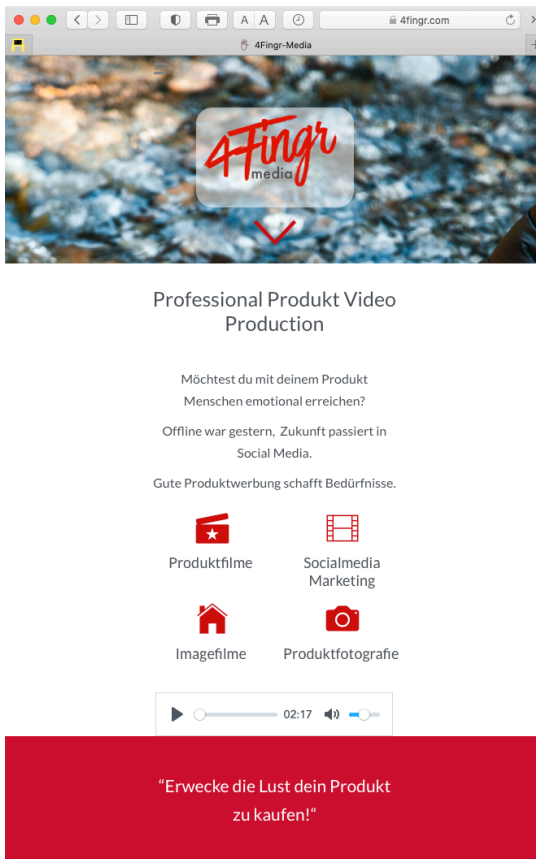 A A
4fingr.com
4Fingr-Media
4Fingr
media
Professional Produkt Video
Production
Möchtest du mit deinem Produkt
Menschen emotional erreichen?
Offline war gestern, Zukunft passiert in
Social Media.
Gute Produktwerbung schafft Bedürfnisse.
Produktfilme
Socialmedia
Marketing
Imagefilme
Produktfotografie
02:17
“Erwecke die Lust dein Produkt
zu kaufen!“